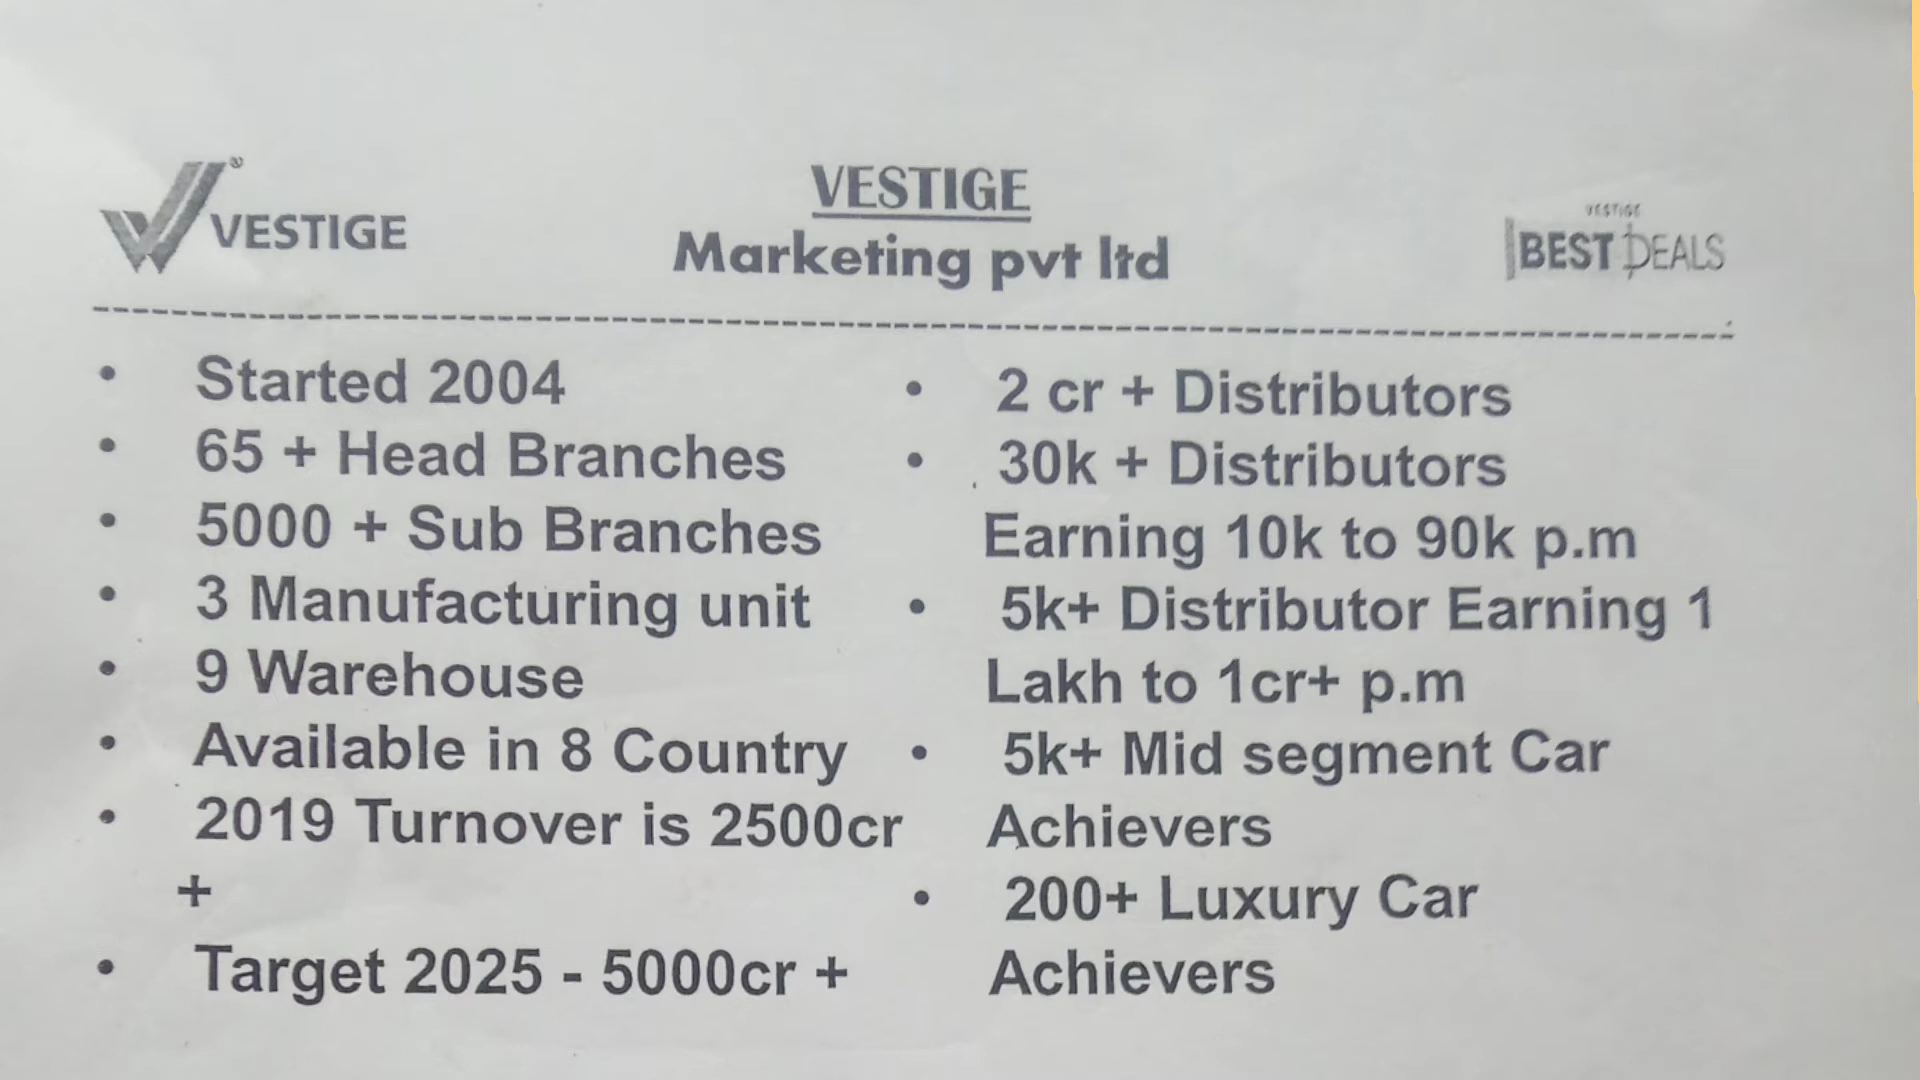 VESTIGE
VESTIGE
Marketing pvt ltd
VESTIGE
BEST DEALS
• Started 2004
• 65 + Head Branches
• 5000 + Sub Branches
• 3 Manufacturing unit
• 9 Warehouse
• Available in 8 Country
• 2019 Turnover is 2500cr
+
• Target 2025 - 5000cr +
• 2 cr + Distributors
• 30k + Distributors
Earning 10k to 90k p.m
• 5k+ Distributor Earning 1
Lakh to 1cr+ p.m
• 5k+ Mid segment Car
Achievers
• 200+ Luxury Car
Achievers